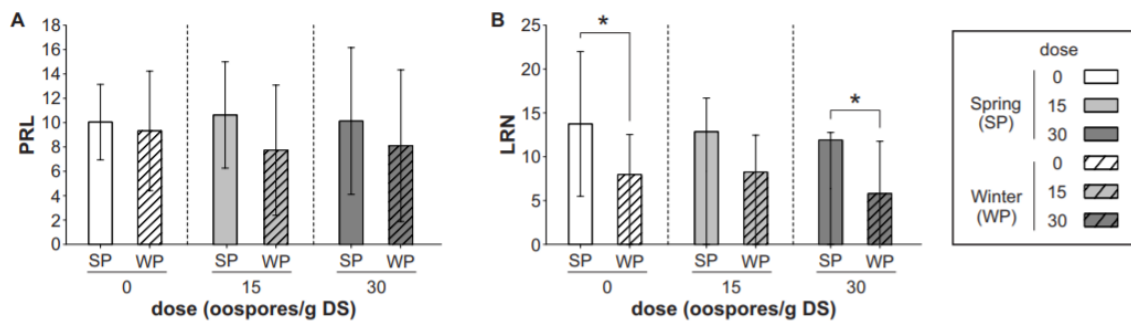 A
PRL
18
16
14
12
10
8
6
4
2
0
SP WP SP WP SP WP
0 15 30
dose (oospores/g DS)
B
LRN
25
20
15
10
5
0
* *
SP WP SP WP SP WP
0 15 30
dose (oospores/g DS)
dose
Spring
(SP)
0
15
30
Winter
(WP)
0
15
30